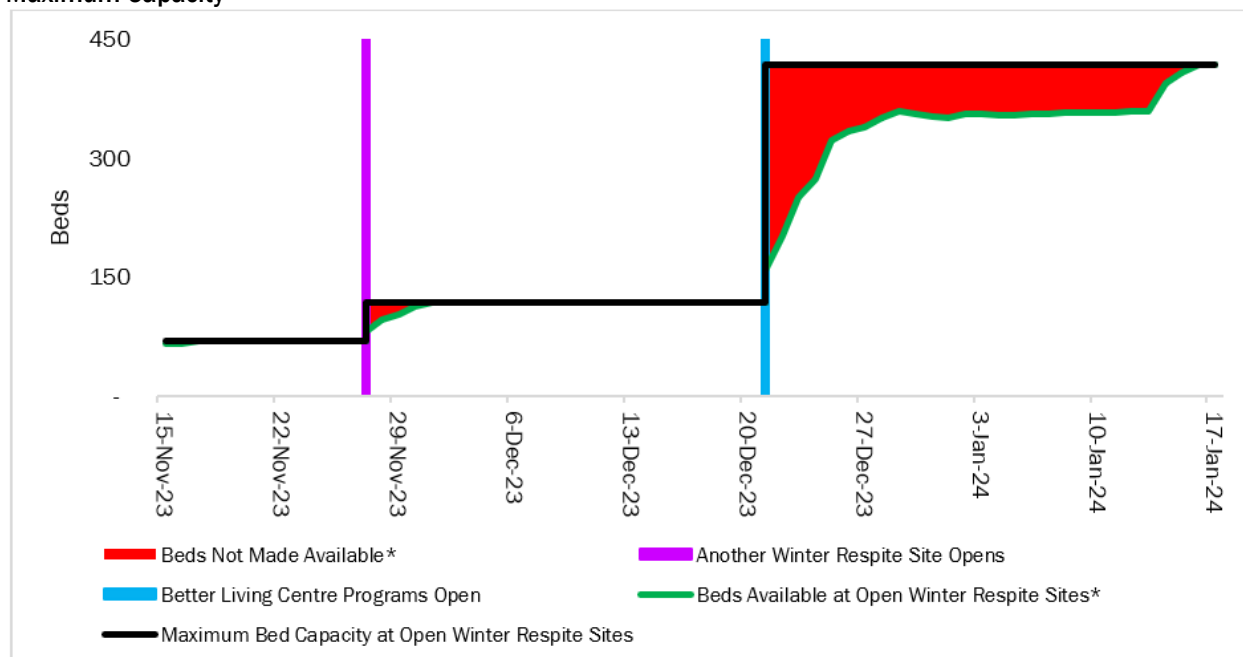 Maximum Capacity
450
300
150
-
Beds
15-Nov-23
22-Nov-23
29-Nov-23
6-Dec-23
13-Dec-23
20-Dec-23
27-Dec-23
3-Jan-24
10-Jan-24
17-Jan-24
Beds Not Made Available*
Another Winter Respite Site Opens
Better Living Centre Programs Open
Beds Available at Open Winter Respite Sites*
Maximum Bed Capacity at Open Winter Respite Sites